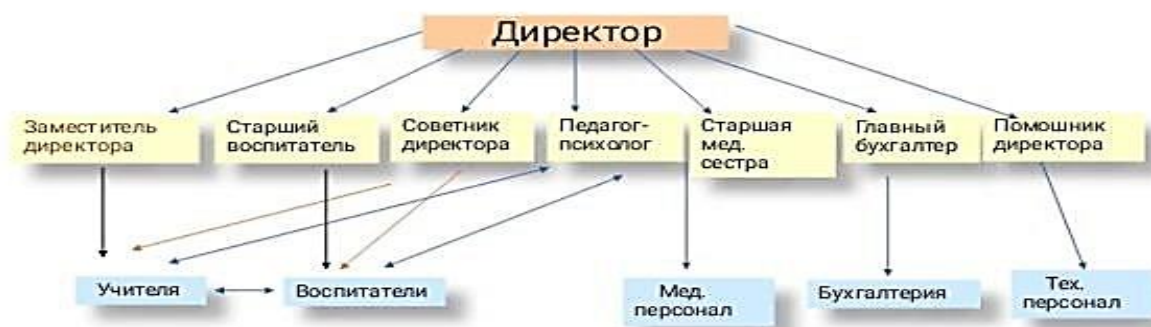 Директор
Заместитель
директора
Старший
воспитатель
Советник
директора
Педагог-
психолог
Старшая
мед.
сестра
Главный
бухгалтер
Помошник
директора
Учителя
Воспитатели
Мед.
персонал
Бухгалтерия
Тех.
персонал